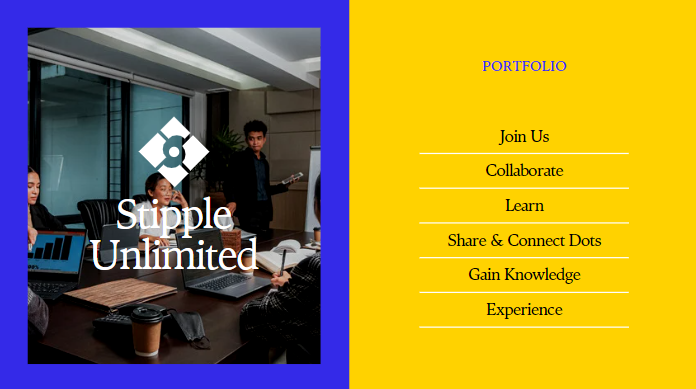 Stipple
Unlimited
PORTFOLIO
Join Us
Collaborate
Learn
Share & Connect Dots
Gain Knowledge
Experience